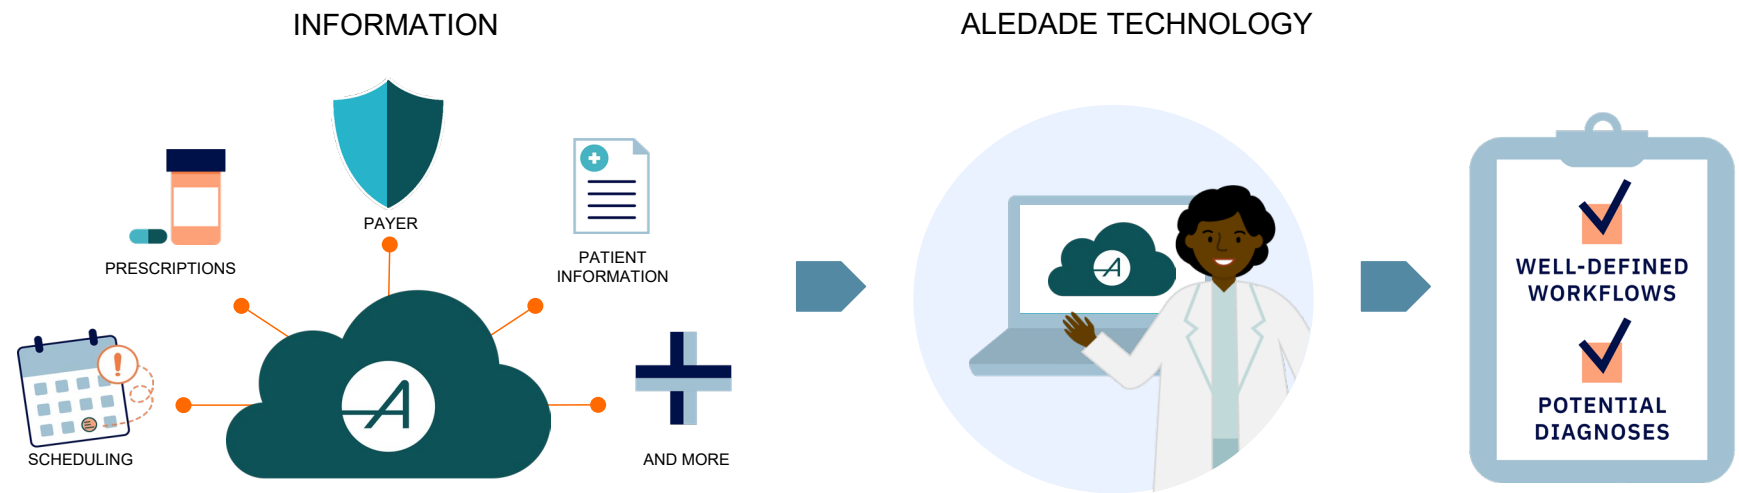 INFORMATION
ALEDADE TECHNOLOGY
PAYER
PRESCRIPTIONS
PATIENT
INFORMATION
SCHEDULING
AND MORE
A
A
WELL-DEFINED
WORKFLOWS
POTENTIAL
DIAGNOSES